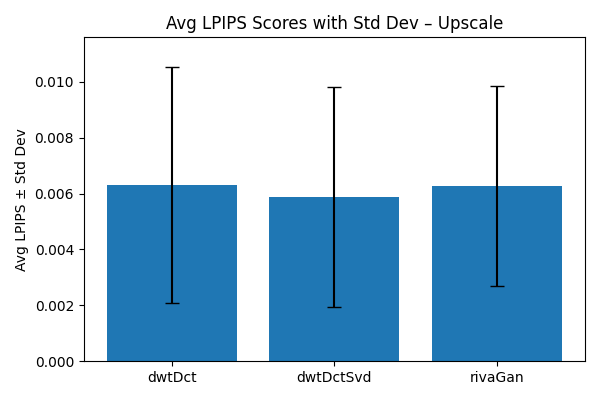 Avg LPIPS Scores with Std Dev – Upscale
Avg LPIPS ± Std Dev
0.010
0.008
0.006
0.004
0.002
0.000
dwtDct
dwtDctSvd
rivaGan